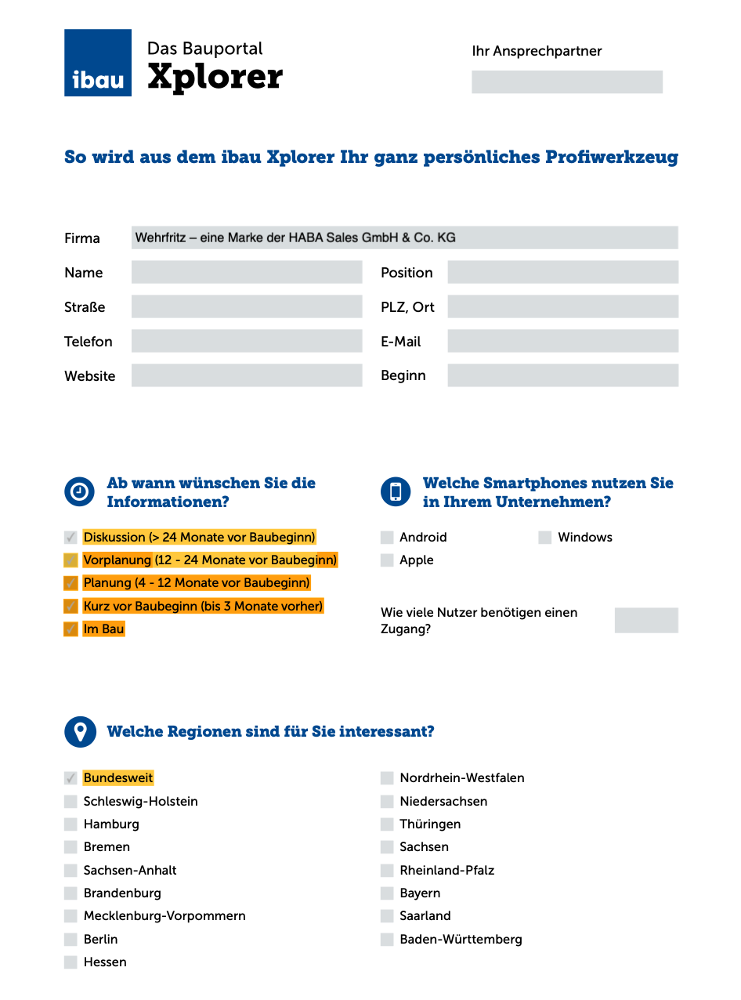 ibau
Das Bauportal
Xplorer
Ihr Ansprechpartner
So wird aus dem ibau Xplorer Ihr ganz persönliches Profiwerkzeug
Firma Wehrfritz – eine Marke der HABA Sales GmbH & Co. KG
Name Position
Straße PLZ, Ort
Telefon E-Mail
Website Beginn
Ab wann wünschen Sie die
Informationen?
✓ Diskussion (> 24 Monate vor Baubeginn)
✓ Vorplanung (12 - 24 Monate vor Baubeginn)
✓ Planung (4 - 12 Monate vor Baubeginn)
✓ Kurz vor Baubeginn (bis 3 Monate vorher)
✓ Im Bau
Welche Smartphones nutzen Sie
in Ihrem Unternehmen?
Android Windows
Apple
Wie viele Nutzer benötigen einen
Zugang?
Welche Regionen sind für Sie interessant?
✓ Bundesweit
Schleswig-Holstein
Hamburg
Bremen
Sachsen-Anhalt
Brandenburg
Mecklenburg-Vorpommern
Berlin
Hessen
Nordrhein-Westfalen
Niedersachsen
Thüringen
Sachsen
Rheinland-Pfalz
Bayern
Saarland
Baden-Württemberg